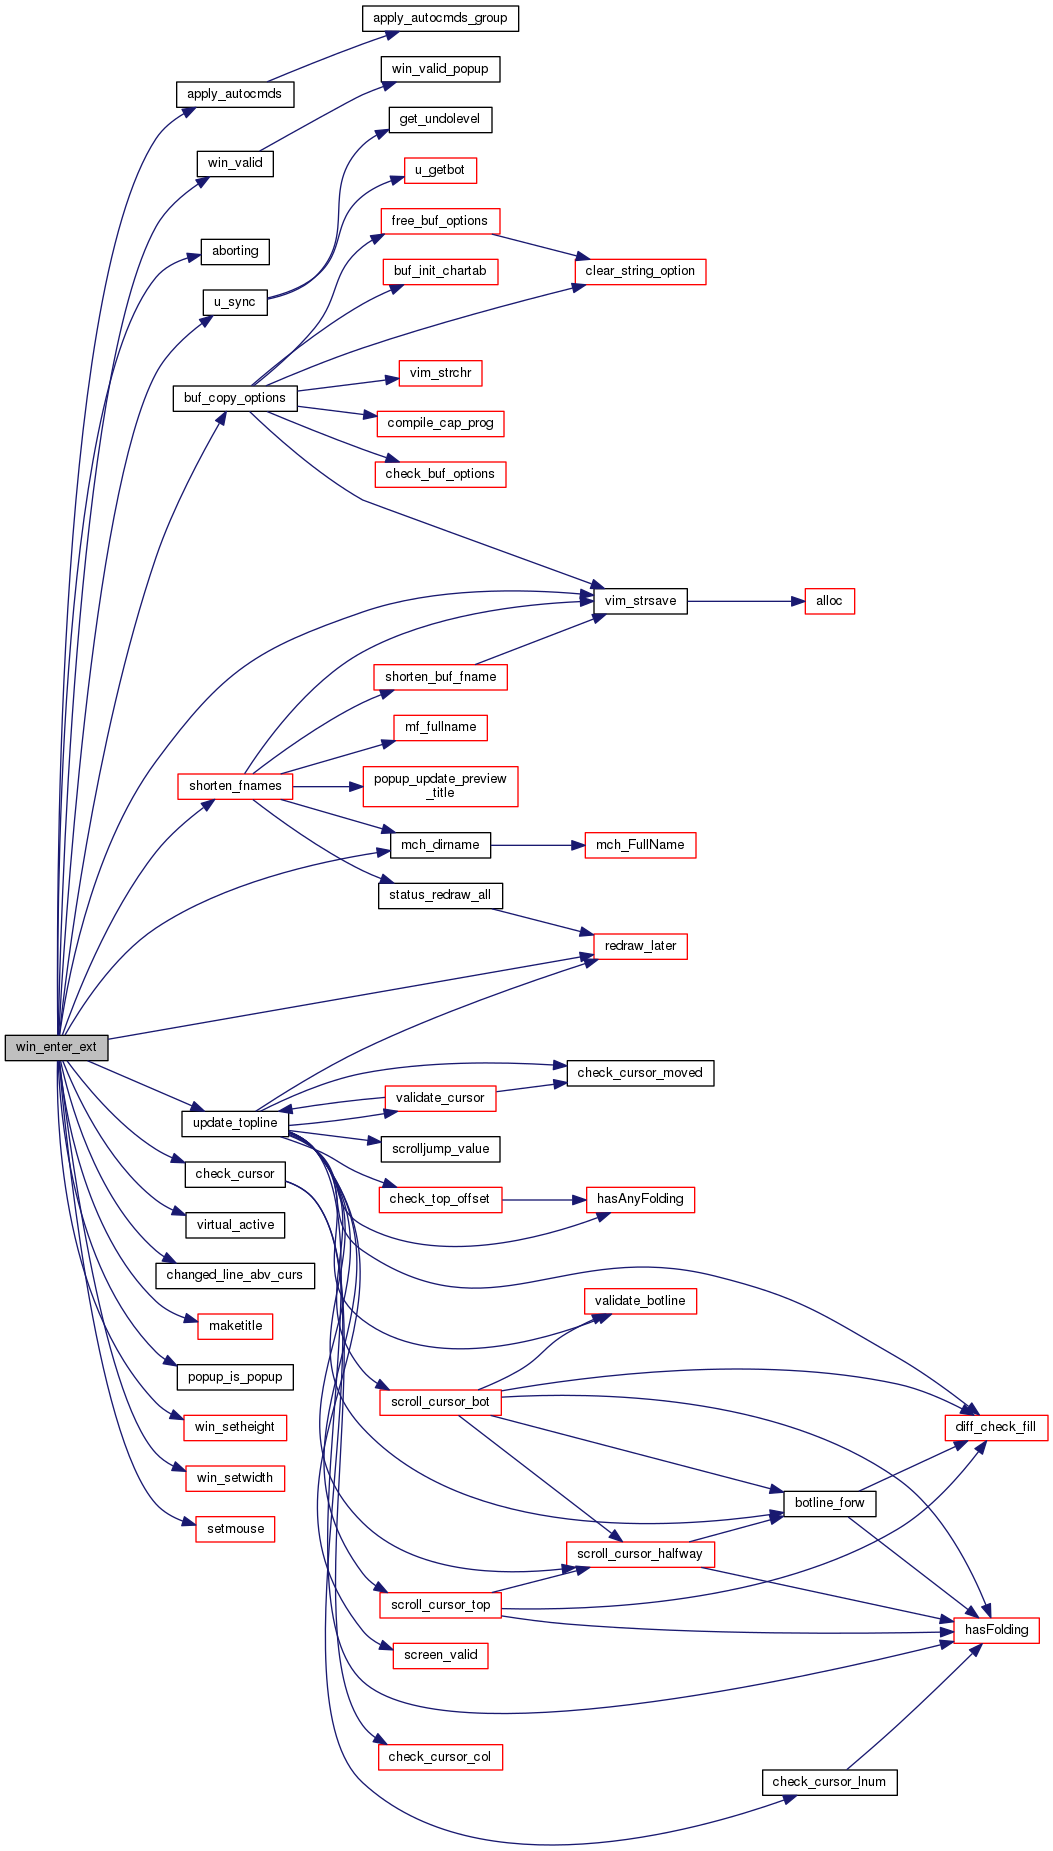 apply_autocmds_group
win_valid_popup
apply_autocmds
get_undolevel
win_valid
u_getbot
free_buf_options
aborting
buf_init_chartab
clear_string_option
u_sync
vim_strchr
buf_copy_options
compile_cap_prog
check_buf_options
vim_strsave
alloc
shorten_buf_fname
mf_fullname
shorten_fnames
popup_update_preview
_title
mch_dirname
mch_FullName
status_redraw_all
redraw_later
win_enter_ext
check_cursor_moved
validate_cursor
update_topline
scrolljump_value
check_cursor
check_top_offset
hasAnyFolding
virtual_active
changed_line_abv_curs
validate_botline
maketitle
popup_is_popup
scroll_cursor_bot
win_setheight
diff_check_fill
win_setwidth
botline_forw
setmouse
scroll_cursor_halfway
scroll_cursor_top
hasFolding
screen_valid
check_cursor_col
check_cursor_lnum